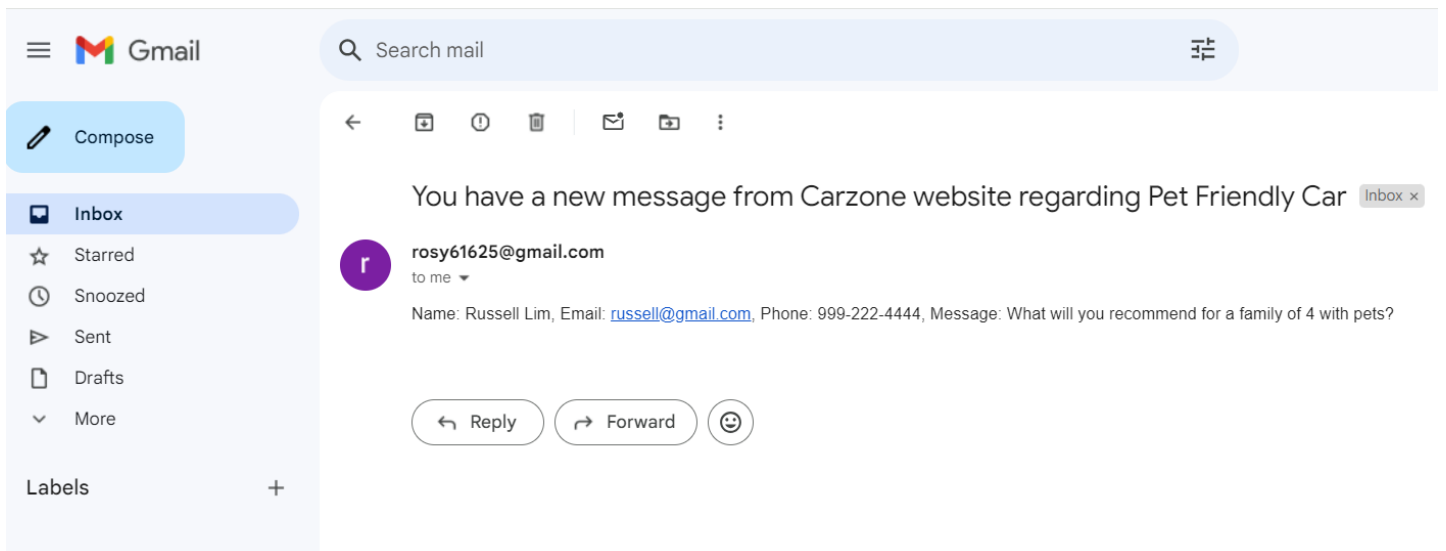 Gmail
Search mail
Compose
Inbox
Starred
Snoozed
Sent
Drafts
More
Labels
You have a new message from Carzone website regarding Pet Friendly Car Inbox ×
r
rosy61625@gmail.com
to me
Name: Russell Lim, Email: russell@gmail.com, Phone: 999-222-4444, Message: What will you recommend for a family of 4 with pets?
Reply Forward